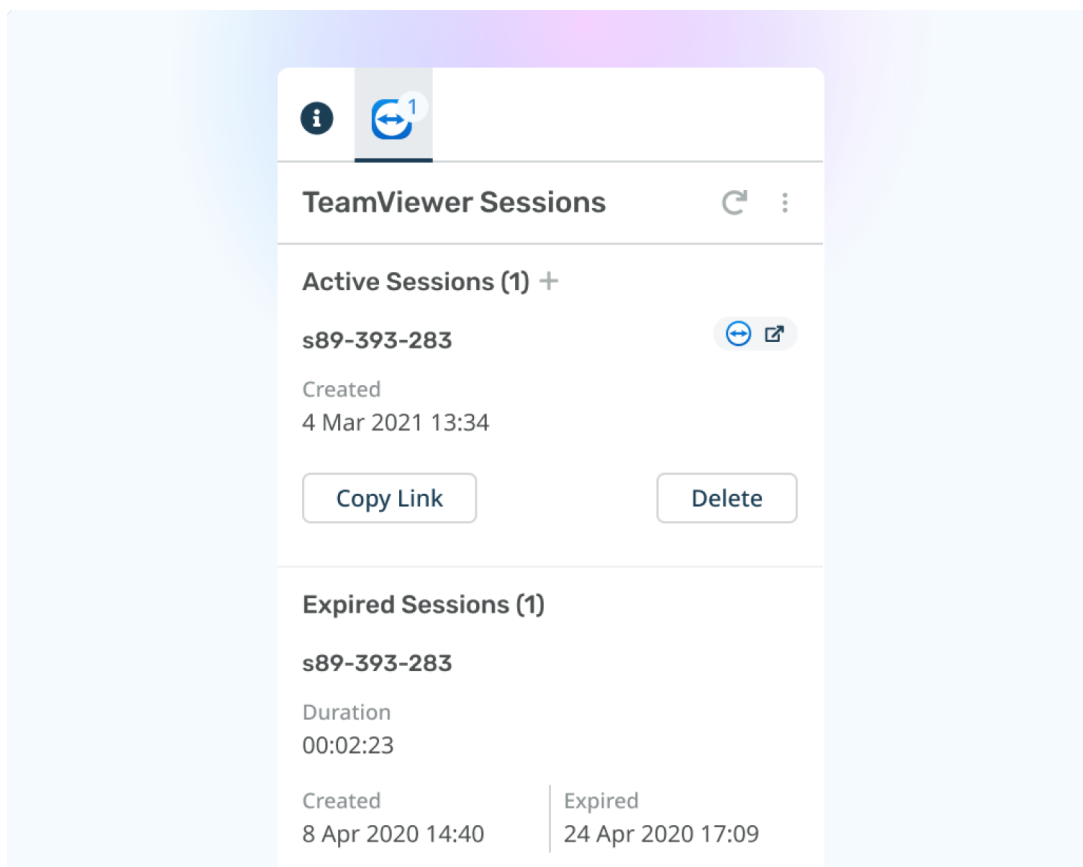 1
TeamViewer Sessions
Active Sessions (1) +
s89-393-283
Created
4 Mar 2021 13:34
Copy Link Delete
Expired Sessions (1)
s89-393-283
Duration
00:02:23
Created Expired
8 Apr 2020 14:40 24 Apr 2020 17:09